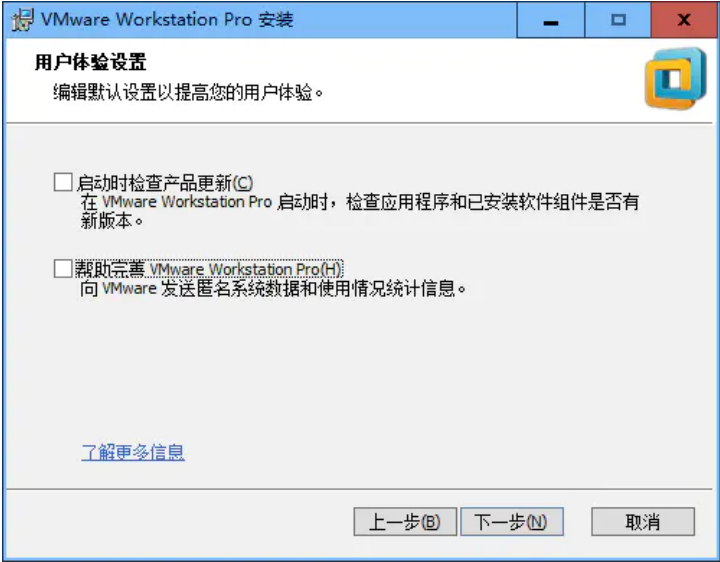 VMware Workstation Pro 安装
用户体验设置
编辑默认设置以提高您的用户体验。
启动时检查产品更新(C)
在 VMware Workstation Pro 启动时，检查应用程序和已安装软件组件是否有
新版本。
帮助完善 VMware Workstation Pro(H)
向 VMware 发送匿名系统数据和使用情况统计信息。
了解更多信息
上一步(B) 下一步(N) 取消